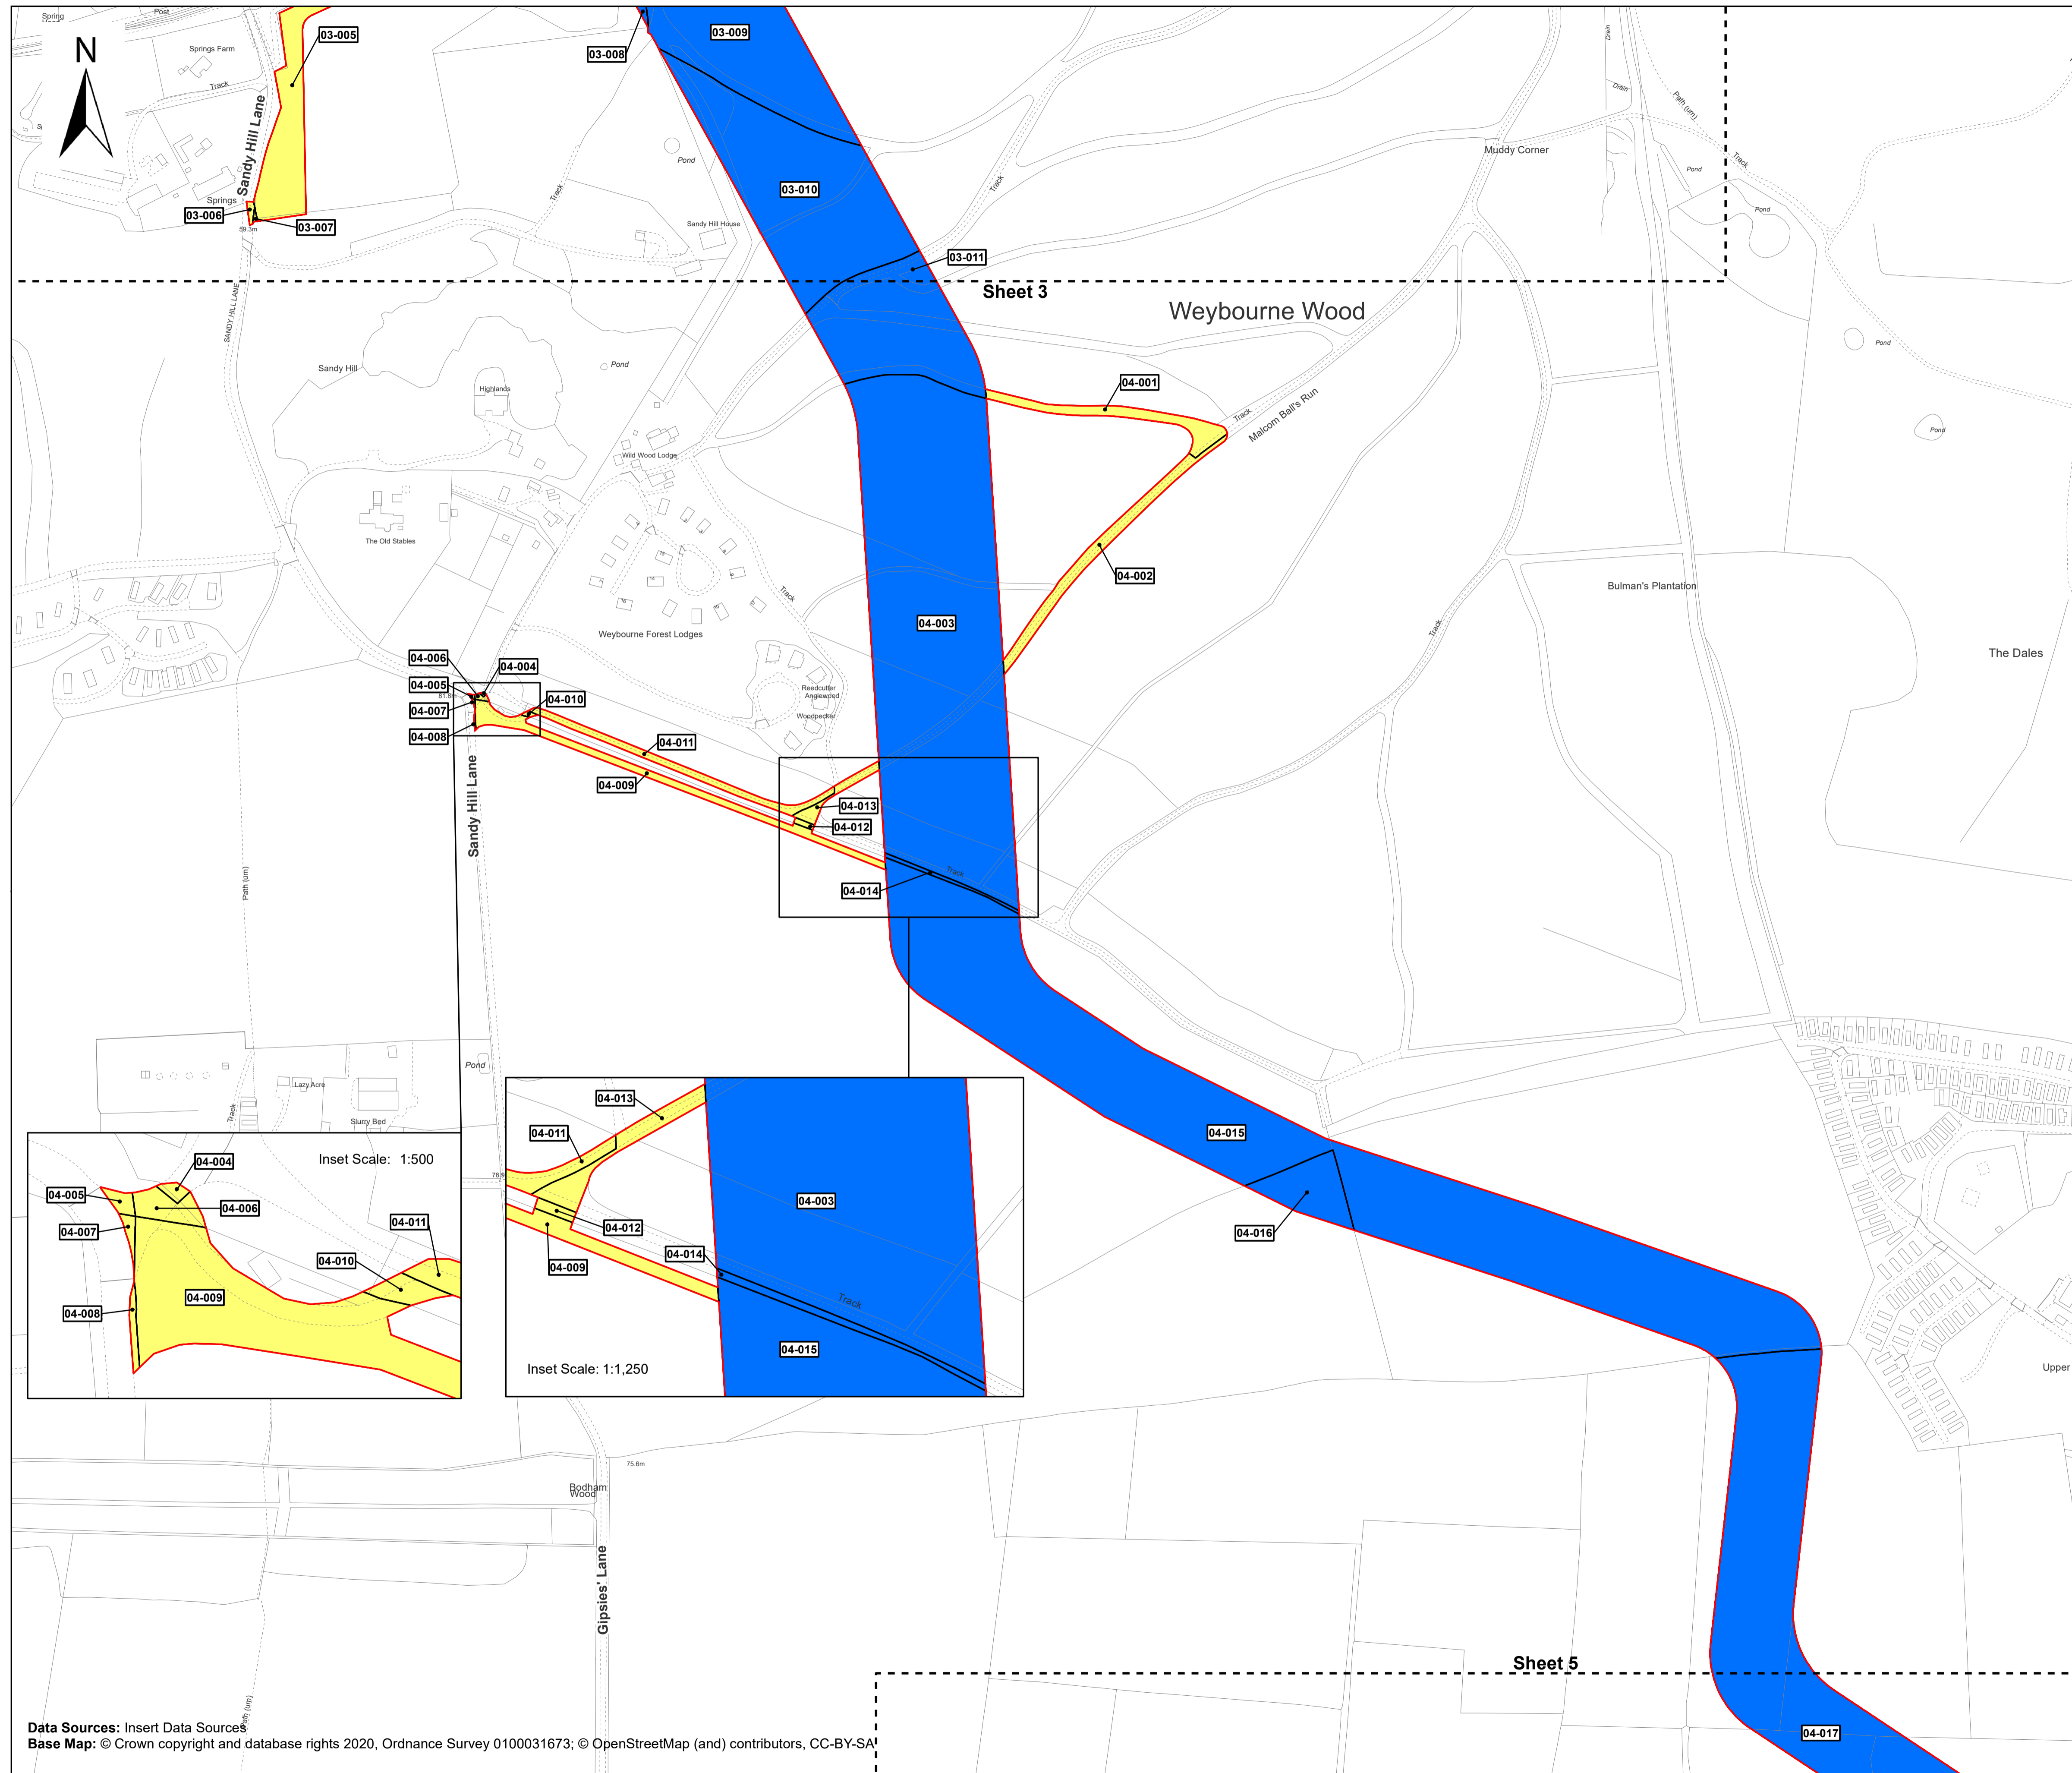 Spring
Post
N
Springs Farm
Track
03-005
03-008
03-009
Drain
Drain
Path (um)
Sandy Hill Lane
Pond
Track
03-010
Track
Muddy Corner
Pond
Track
Pond
Springs
03-006
03-007
59.3m
Sandy Hill House
03-011
Sheet 3
Weybourne Wood
SANDY HILL LANE
Sandy Hill
Pond
Highlands
Pond
04-001
Track
Malcom Ball's Run
Pond
Wild Wood Lodge
The Old Stables
04-002
Bulman's Plantation
Track
04-003
Weybourne Forest Lodges
Track
The Dales
04-006
04-004
04-005
81.8m
04-007
04-010
04-008
Reedcutter
Anglewood
Woodpecker
04-011
04-009
04-013
04-012
Sandy Hill Lane
04-014
Track
Path (um)
Pond
Lazy Acre
Track
Slurry Bed
04-015
04-016
04-004
Inset Scale: 1:500
04-005
04-006
04-007
04-011
04-010
04-009
04-008
04-013
04-011
04-003
04-012
04-014
04-009
Track
04-015
Inset Scale: 1:1,250
Upper
75.6m
Bodham
Wood
Gipsies' Lane
Sheet 5
Path (um)
04-017
Data Sources: Insert Data Sources
Base Map: © Crown copyright and database rights 2020, Ordnance Survey 0100031673; © OpenStreetMap (and) contributors, CC-BY-SA